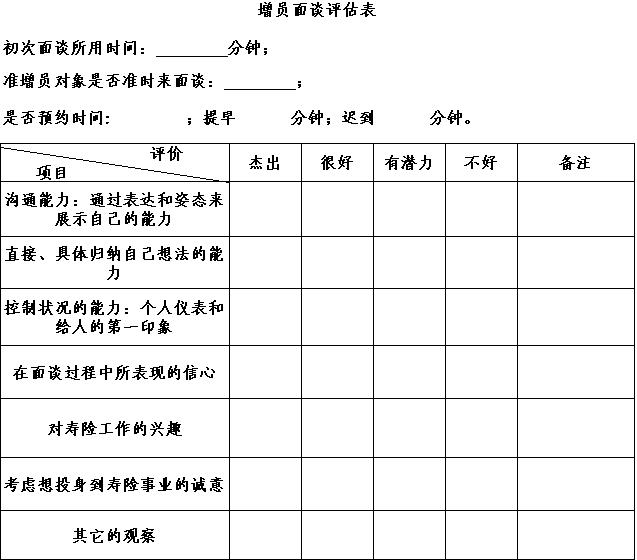 增员面谈评估表
初次面谈所用时间：________分钟；
准增员对象是否准时来面谈：________；
是否预约时间:        ；提早      分钟；迟到      分钟。
评价
项目
杰出 很好 有潜力 不好 备注
沟通能力：通过表达和姿态来
展示自己的能力
直接、具体归纳自己想法的能
力
控制状况的能力：个人仪表和
给人的第一印象
在面谈过程中所表现的信心
对寿险工作的兴趣
考虑想投身到寿险事业的诚意
其它的观察